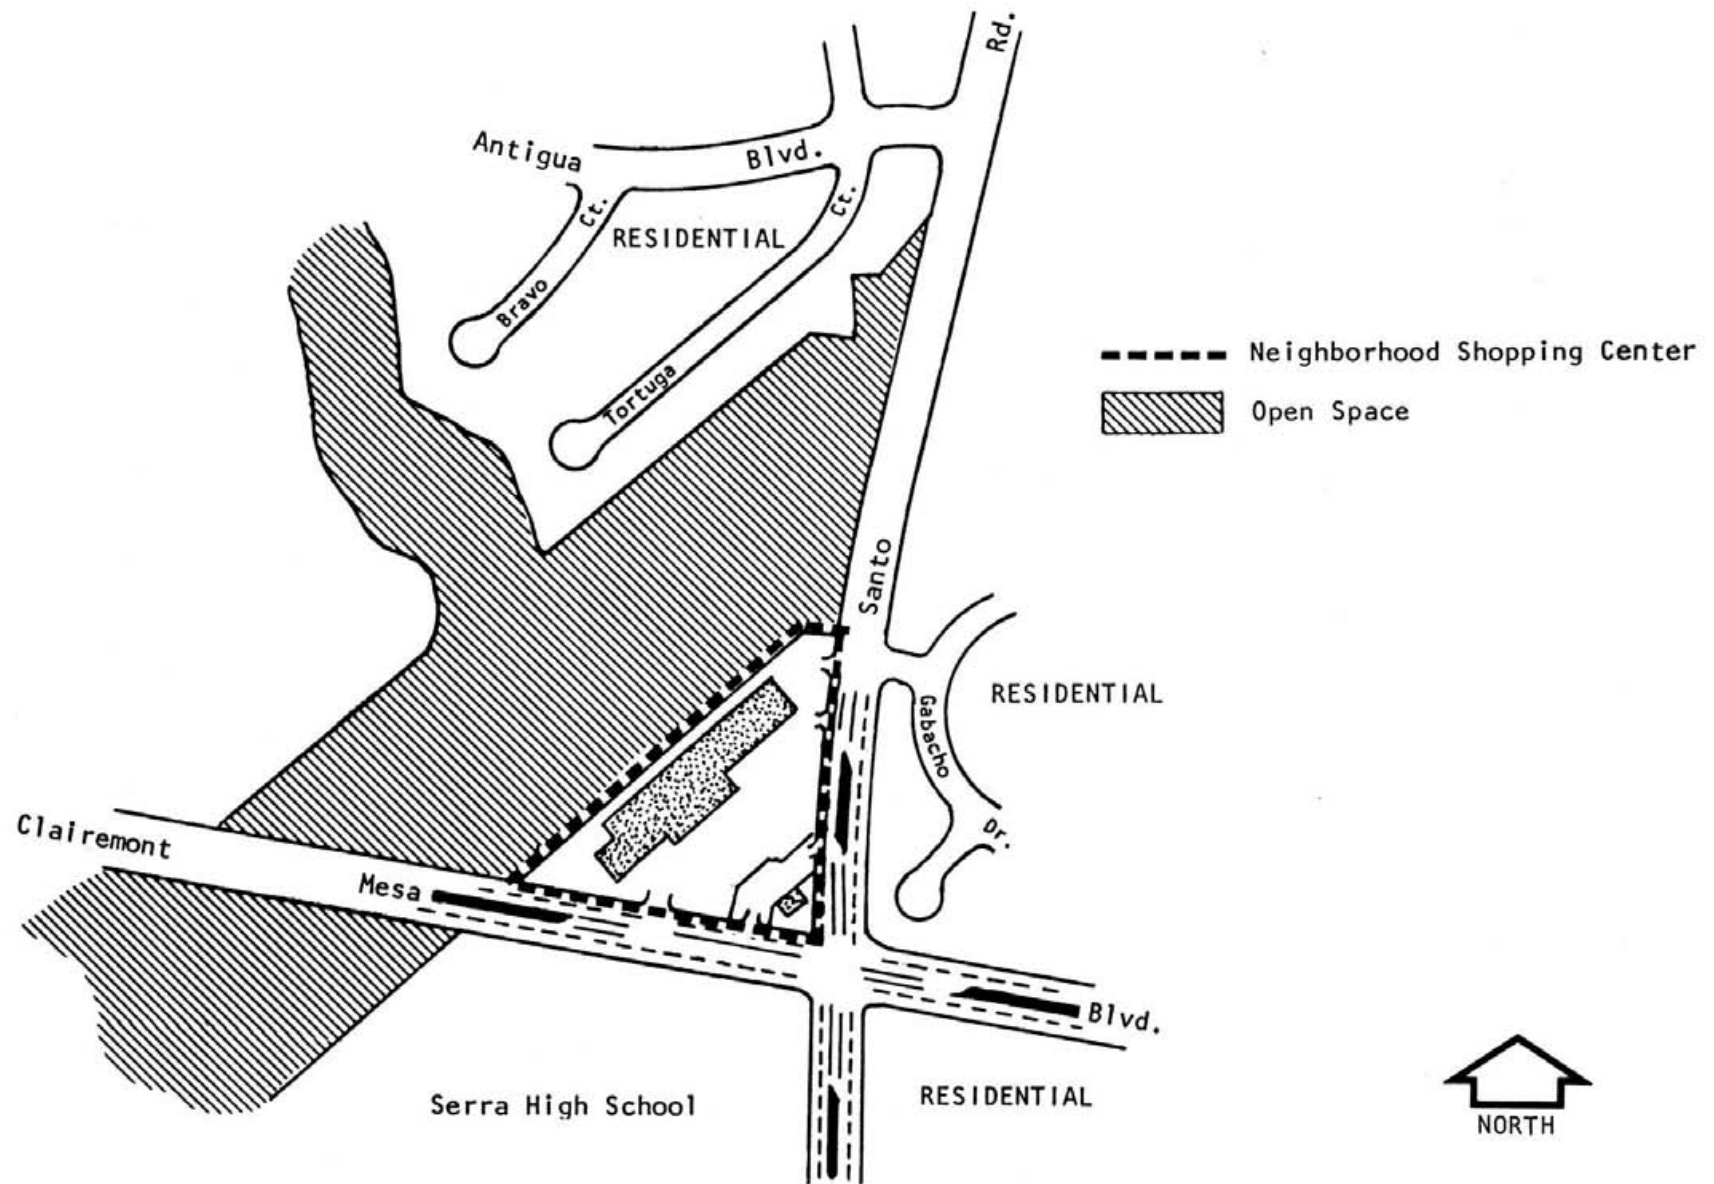 Rd.
Antigua Blvd.
Ct.
Ct.
RESIDENTIAL
Bravo
Neighborhood Shopping Center
Tortuga
Open Space
Santo
RESIDENTIAL
Gabacho
Clairemont
Dr.
Mesa
Blvd.
Serra High School
RESIDENTIAL
NORTH